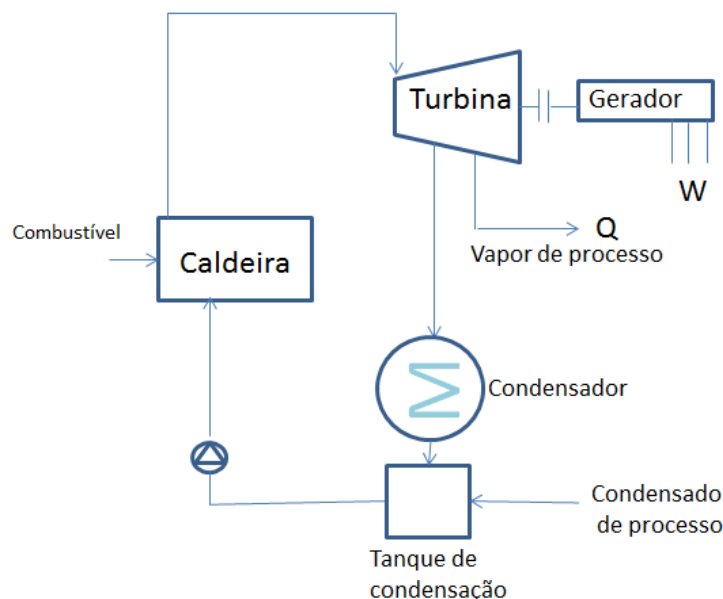 Turbina
Gerador
W
Q
Vapor de processo
Combustível
Caldeira
Condensador
Condensado
de processo
Tanque de
condensação